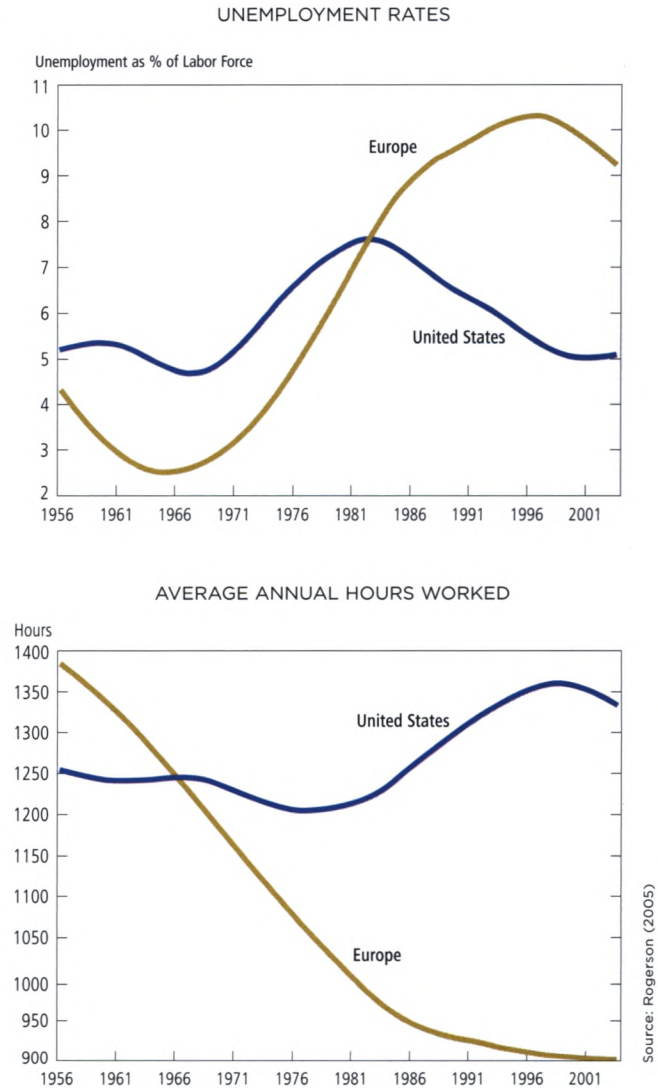 UNEMPLOYMENT RATES
Unemployment as % of Labor Force
11
10
9
8
7
6
5
4
3
2
Europe
United States
1956 1961 1966 1971 1976 1981 1986 1991 1996 2001
AVERAGE ANNUAL HOURS WORKED
Hours
1400
1350
1300
1250
1200
1150
1100
1050
1000
950
900
United States
Europe
1956 1961 1966 1971 1976 1981 1986 1991 1996 2001
Source: Rogerson (2005)